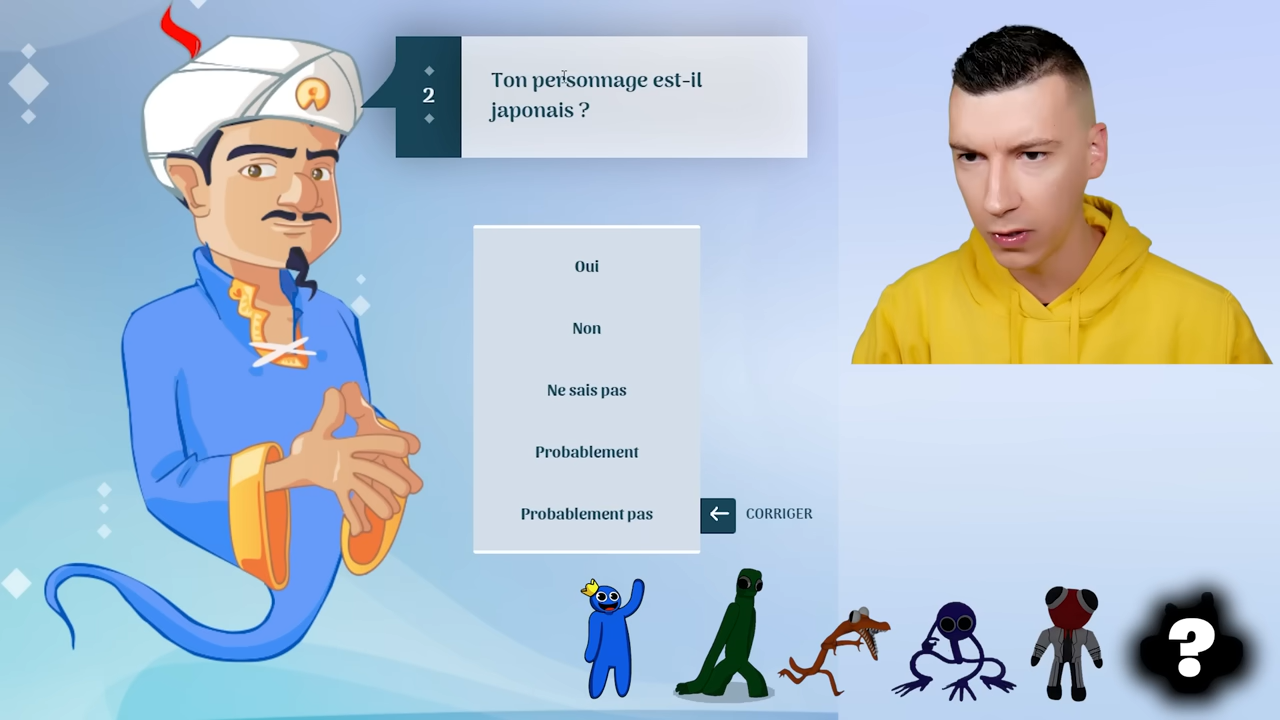 2
Ton personnage est-il
japonais ?
Oui
Non
Ne sais pas
Probablement
Probablement pas
CORRIGER
?